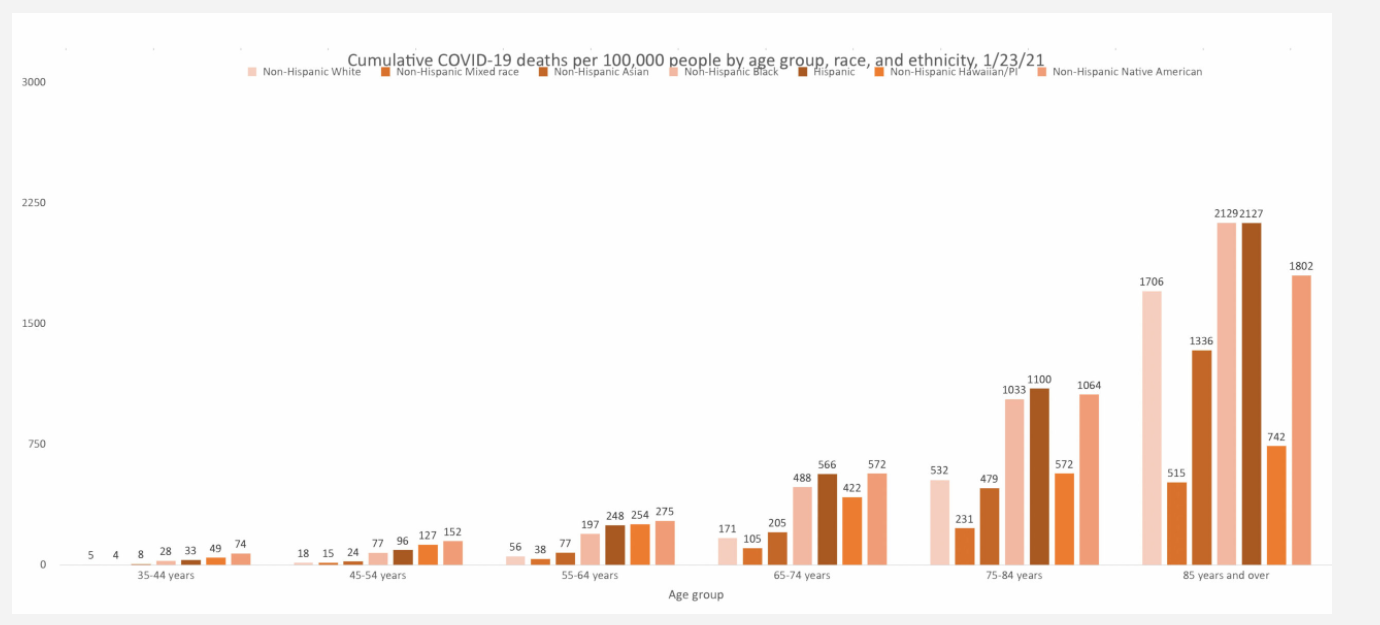 Cumulative COVID-19 deaths per 100,000 people by age group, race, and ethnicity, 1/23/21
Non-Hispanic White Non-Hispanic Mixed race Non-Hispanic Asian Non-Hispanic Black Hispanic Non-Hispanic Hawaiian/PI Non-Hispanic Native American
3000
2250
1500
750
0
5 4 8 28 33 49 74
18 15 24 77 96 127 152
56 38 77 197 248 254 275
171 105 205 488 566 422 572
532 231 479 1033 1100 572 1064
1706 515 1336 2129 2127 742 1802
35-44 years 45-54 years 55-64 years 65-74 years 75-84 years 85 years and over
Age group